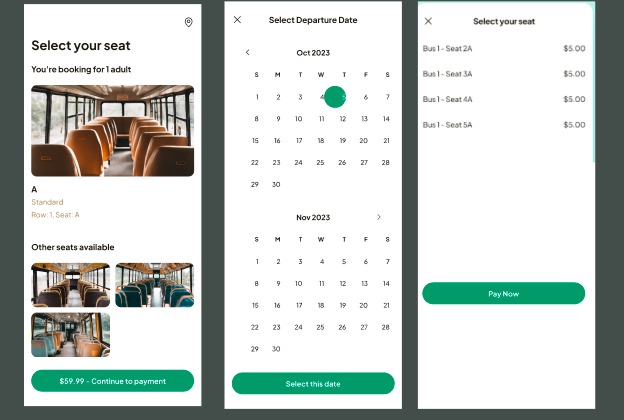 Select your seat
You're booking for 1 adult
A
Standard
Row: 1, Seat: A
Other seats available
$59.99 - Continue to payment
Select Departure Date
Oct 2023
S M T W T F S
1 2 3 4 5 6 7
8 9 10 11 12 13 14
15 16 17 18 19 20 21
22 23 24 25 26 27 28
29 30
Nov 2023
S M T W T F S
1 2 3 4 5 6 7
8 9 10 11 12 13 14
15 16 17 18 19 20 21
22 23 24 25 26 27 28
29 30
Select this date
Select your seat
Bus 1 - Seat 2A $5.00
Bus 1 - Seat 3A $5.00
Bus 1 - Seat 4A $5.00
Bus 1 - Seat 5A $5.00
Pay Now